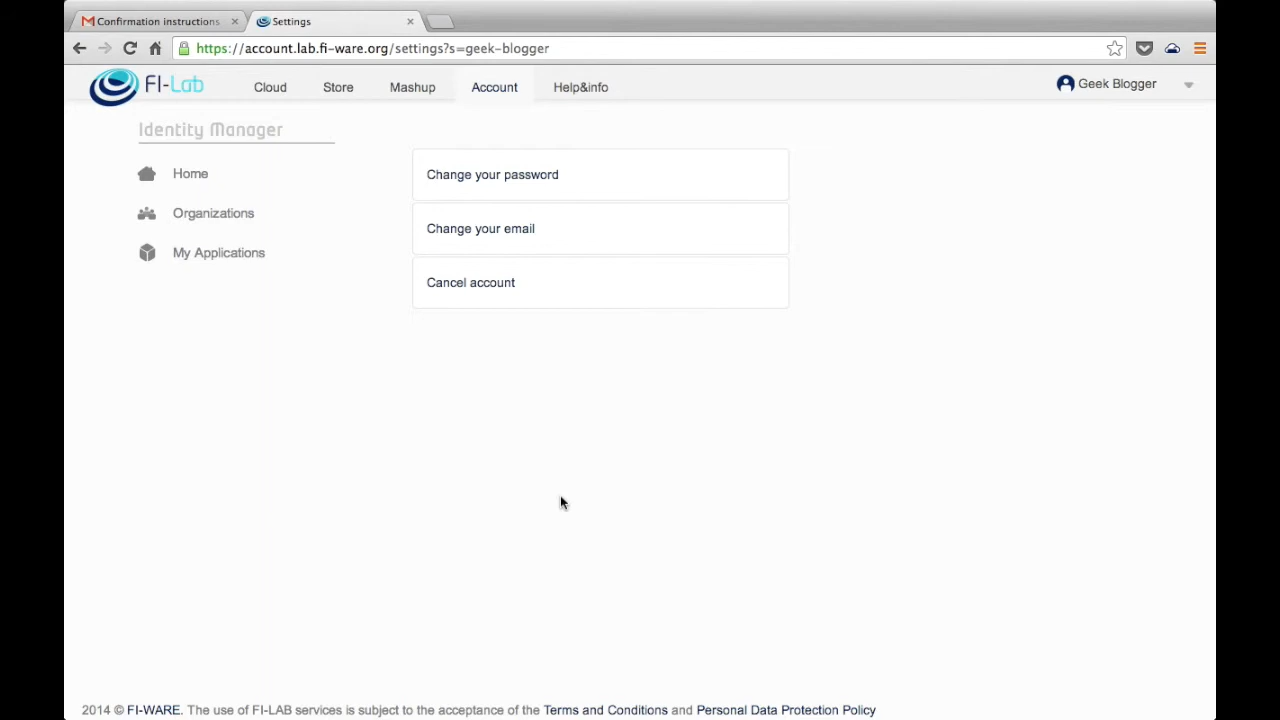 Confirmation instructions
Settings
https://account.lab.fi-ware.org/settings?s=geek-blogger
FI-Lab
Cloud
Store
Mashup
Account
Help&info
Geek Blogger
Identity Manager
Home
Organizations
My Applications
Change your password
Change your email
Cancel account
2014 © FI-WARE. The use of FI-LAB services is subject to the acceptance of the Terms and Conditions and Personal Data Protection Policy